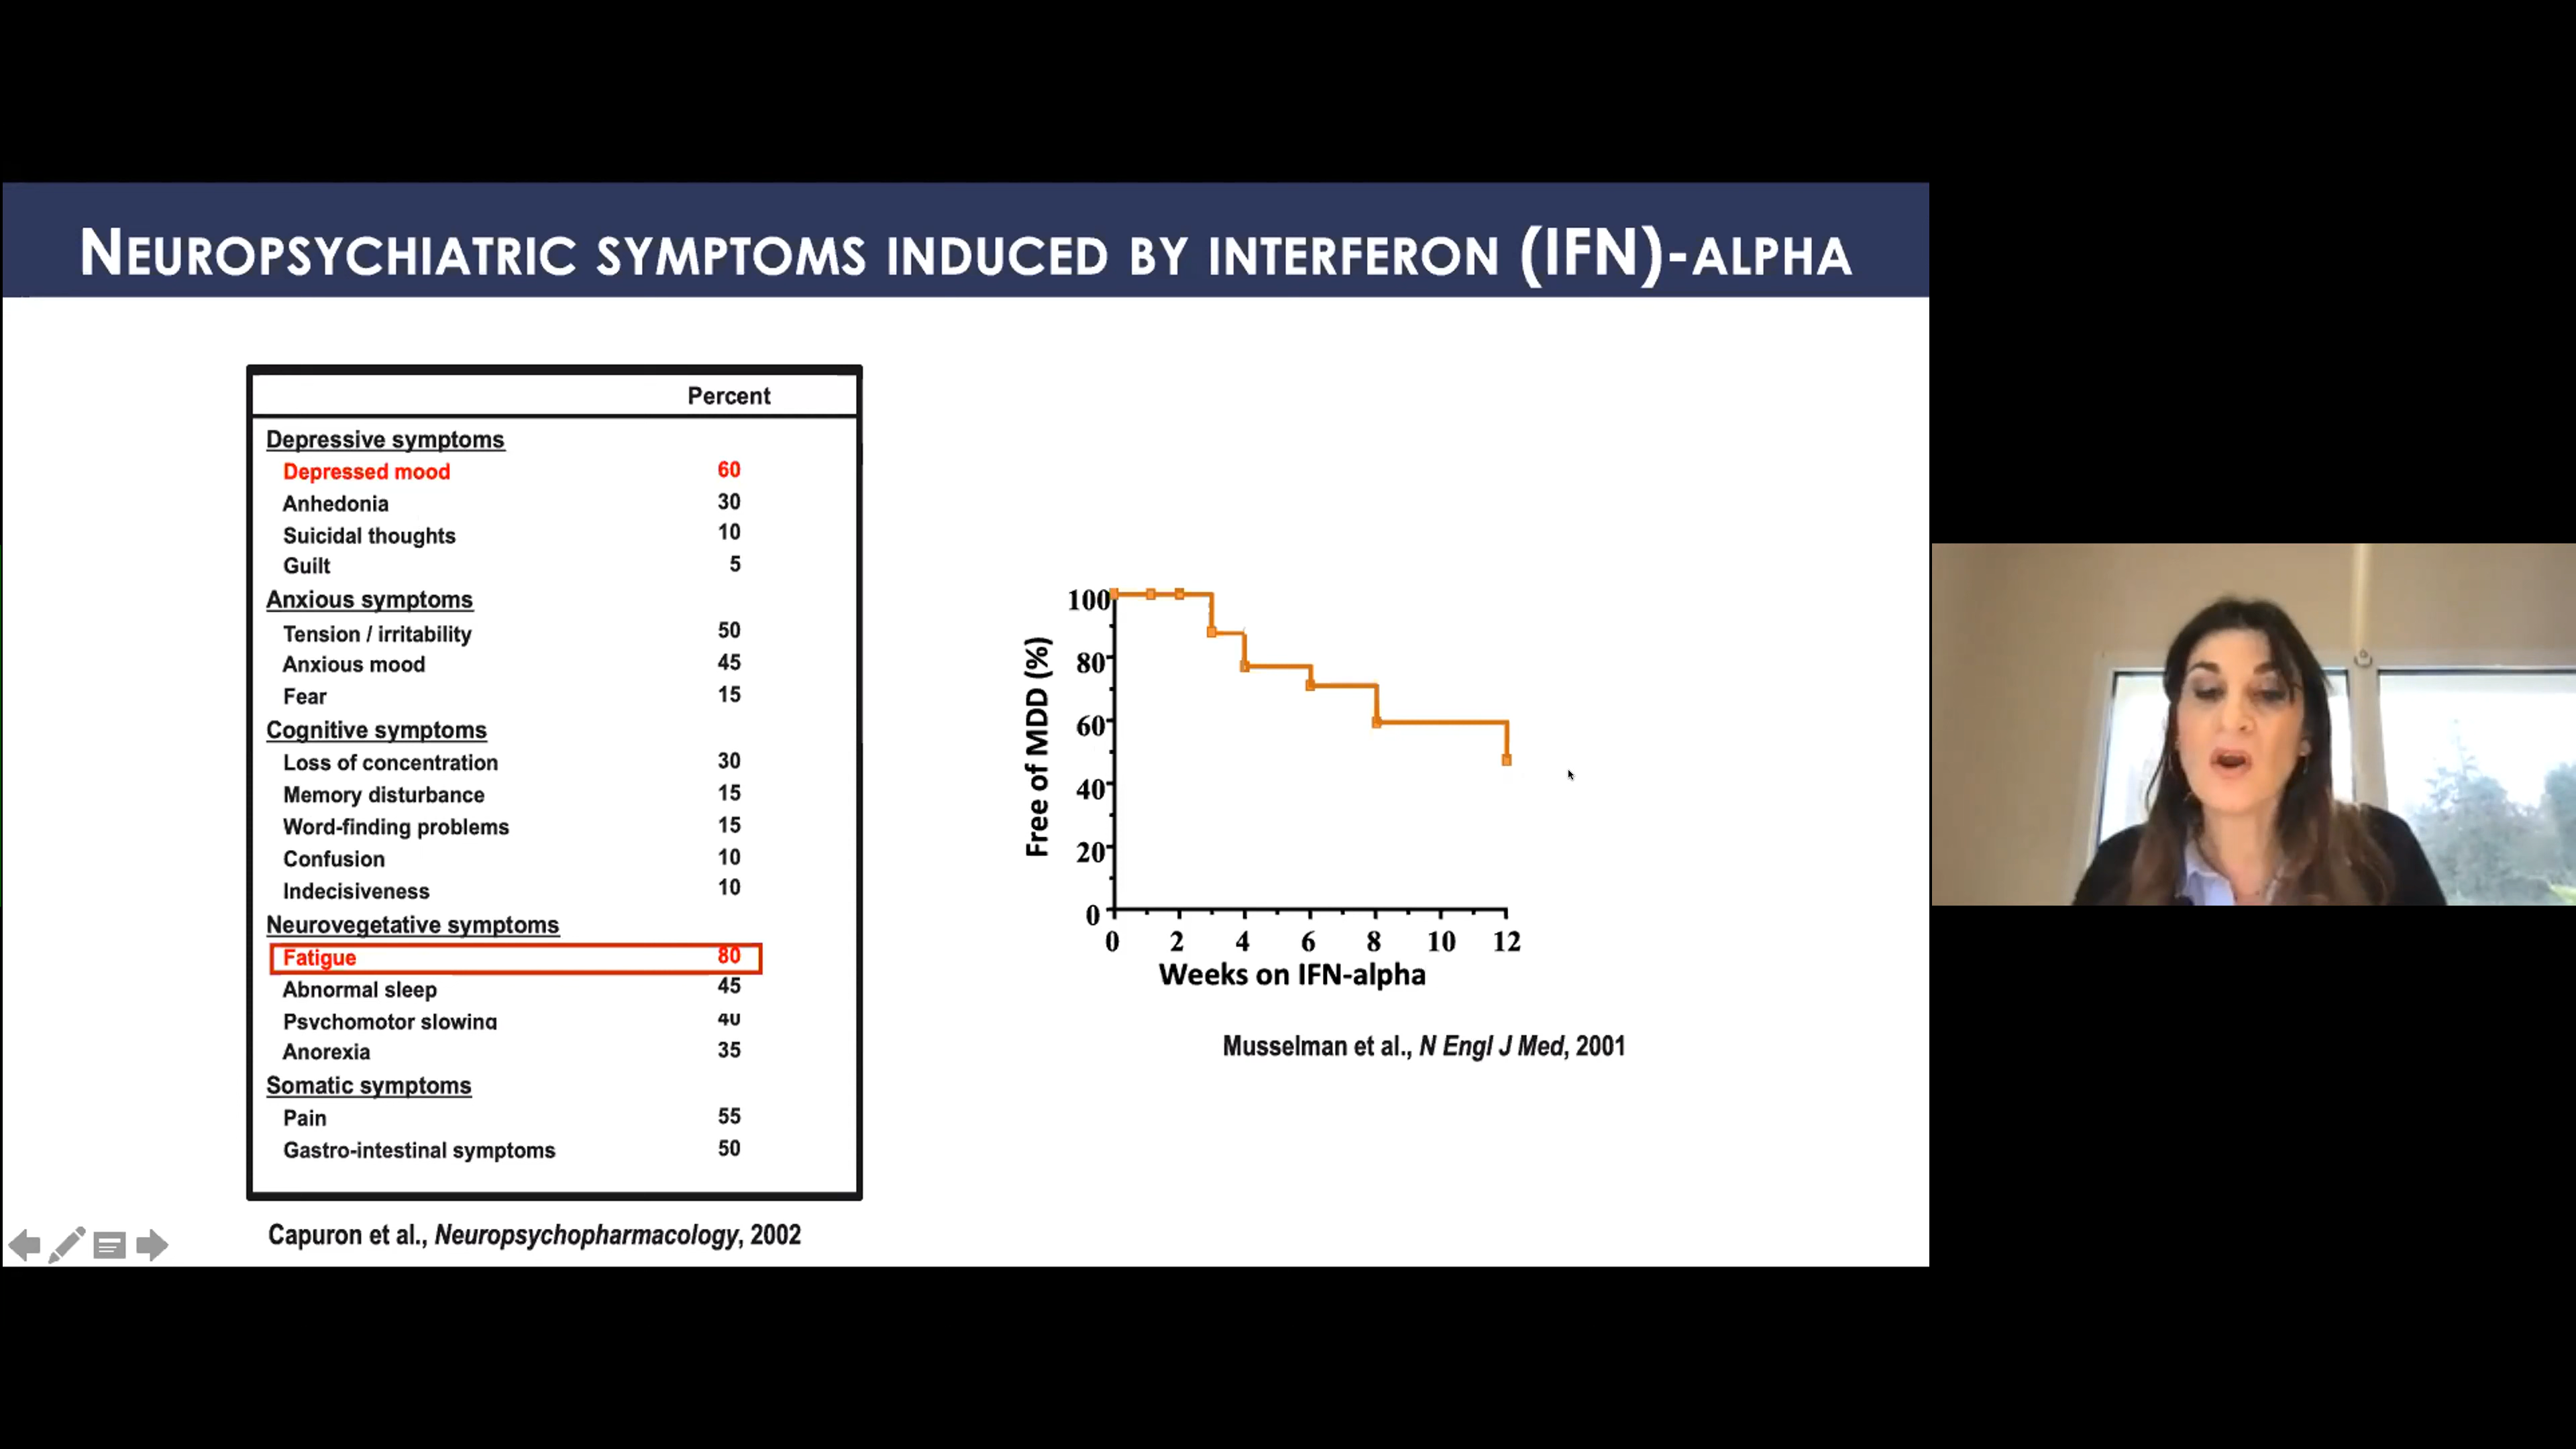 NEUROPSYCHIATRIC SYMPTOMS INDUCED BY INTERFERON (IFN)-ALPHA
Percent
Depressive symptoms
Depressed mood 60
Anhedonia 30
Suicidal thoughts 10
Guilt 5
Anxious symptoms
Tension / irritability 50
Anxious mood 45
Fear 15
Cognitive symptoms
Loss of concentration 30
Memory disturbance 15
Word-finding problems 15
Confusion 10
Indecisiveness 10
Neurovegetative symptoms
Fatigue 80
Abnormal sleep 45
Psychomotor slowing 40
Anorexia 35
Somatic symptoms
Pain 55
Gastro-intestinal symptoms 50
Capuron et al., Neuropsychopharmacology, 2002
Free of MDD (%)
100
80
60
40
20
0
0 2 4 6 8 10 12
Weeks on IFN-alpha
Musselman et al., N Engl J Med, 2001